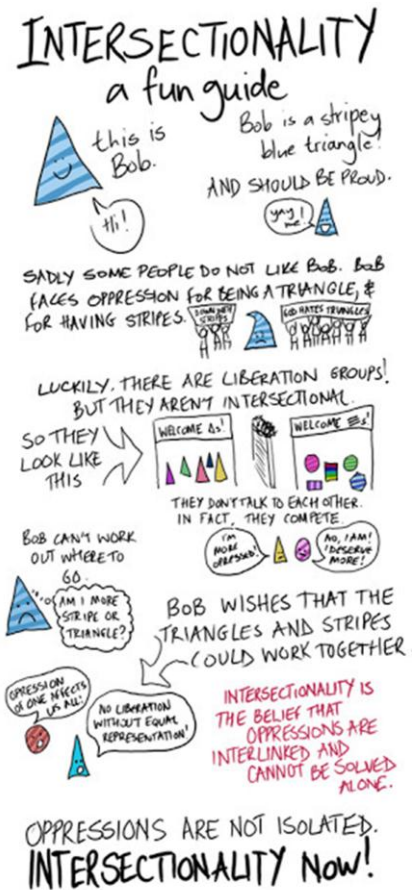 INTERSECTIONALITY
a fun guide
this is
Bob.
Hi!
Bob is a stripey
blue triangle!
AND SHOULD BE PROUD.
yay!
me!
SADLY SOME PEOPLE DO NOT LIKE BOB. BOB
FACES OPPRESSION FOR BEING A TRIANGLE, &
FOR HAVING STRIPES.
DOWN WITH
STRIPES
GOD HATES TRIANGLES
LUCKILY, THERE ARE LIBERATION GROUPS!
BUT THEY AREN'T INTERSECTIONAL.
SO THEY
LOOK LIKE
THIS
WELCOME Δs!
WELCOME
THEY DON'T TALK TO EACH OTHER.
IN FACT, THEY COMPETE.
I'M
MORE
OPPRESSED!
NO, I AM!
I DESERVE
MORE!
BOB CAN'T WORK
OUT WHERE TO
GO.
AM I MORE
STRIPE OR
TRIANGLE?
BOB WISHES THAT THE
TRIANGLES AND STRIPES
COULD WORK TOGETHER
OPRESSION
OF ONE AFFECTS
US ALL!
NO LIBERATION
WITHOUT EQUAL
REPRESENTATION!
INTERSECTIONALITY IS
THE BELIEF THAT
OPPRESSIONS ARE
INTERLINKED AND
CANNOT BE SOLVED
ALONE.
OPPRESSIONS ARE NOT ISOLATED.
INTERSECTIONALITY NOW!